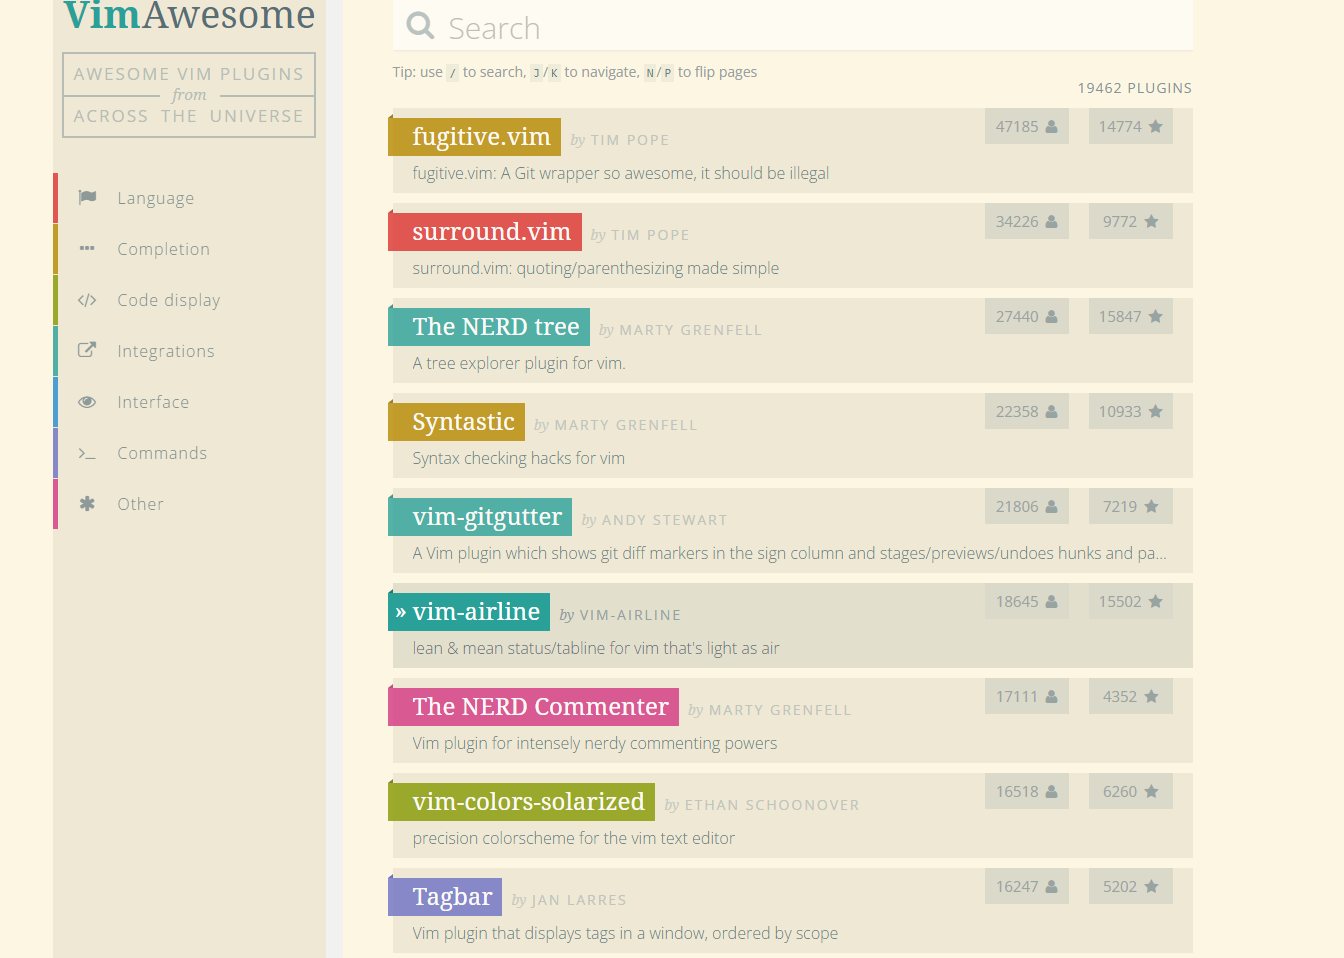 VimAwesome
AWESOME VIM PLUGINS
from
ACROSS THE UNIVERSE
Language
Completion
Code display
Integrations
Interface
Commands
Other
Search
Tip: use / to search, J/K to navigate, N/P to flip pages
19462 PLUGINS
fugitive.vim by TIM POPE 47185 14774
fugitive.vim: A Git wrapper so awesome, it should be illegal
surround.vim by TIM POPE 34226 9772
surround.vim: quoting/parenthesizing made simple
The NERD tree by MARTY GRENFELL 27440 15847
A tree explorer plugin for vim.
Syntastic by MARTY GRENFELL 22358 10933
Syntax checking hacks for vim
vim-gitgutter by ANDY STEWART 21806 7219
A Vim plugin which shows git diff markers in the sign column and stages/previews/undoes hunks and pa...
» vim-airline by VIM-AIRLINE 18645 15502
lean & mean status/tabline for vim that's light as air
The NERD Commenter by MARTY GRENFELL 17111 4352
Vim plugin for intensely nerdy commenting powers
vim-colors-solarized by ETHAN SCHOONOVER 16518 6260
precision colorscheme for the vim text editor
Tagbar by JAN LARRES 16247 5202
Vim plugin that displays tags in a window, ordered by scope